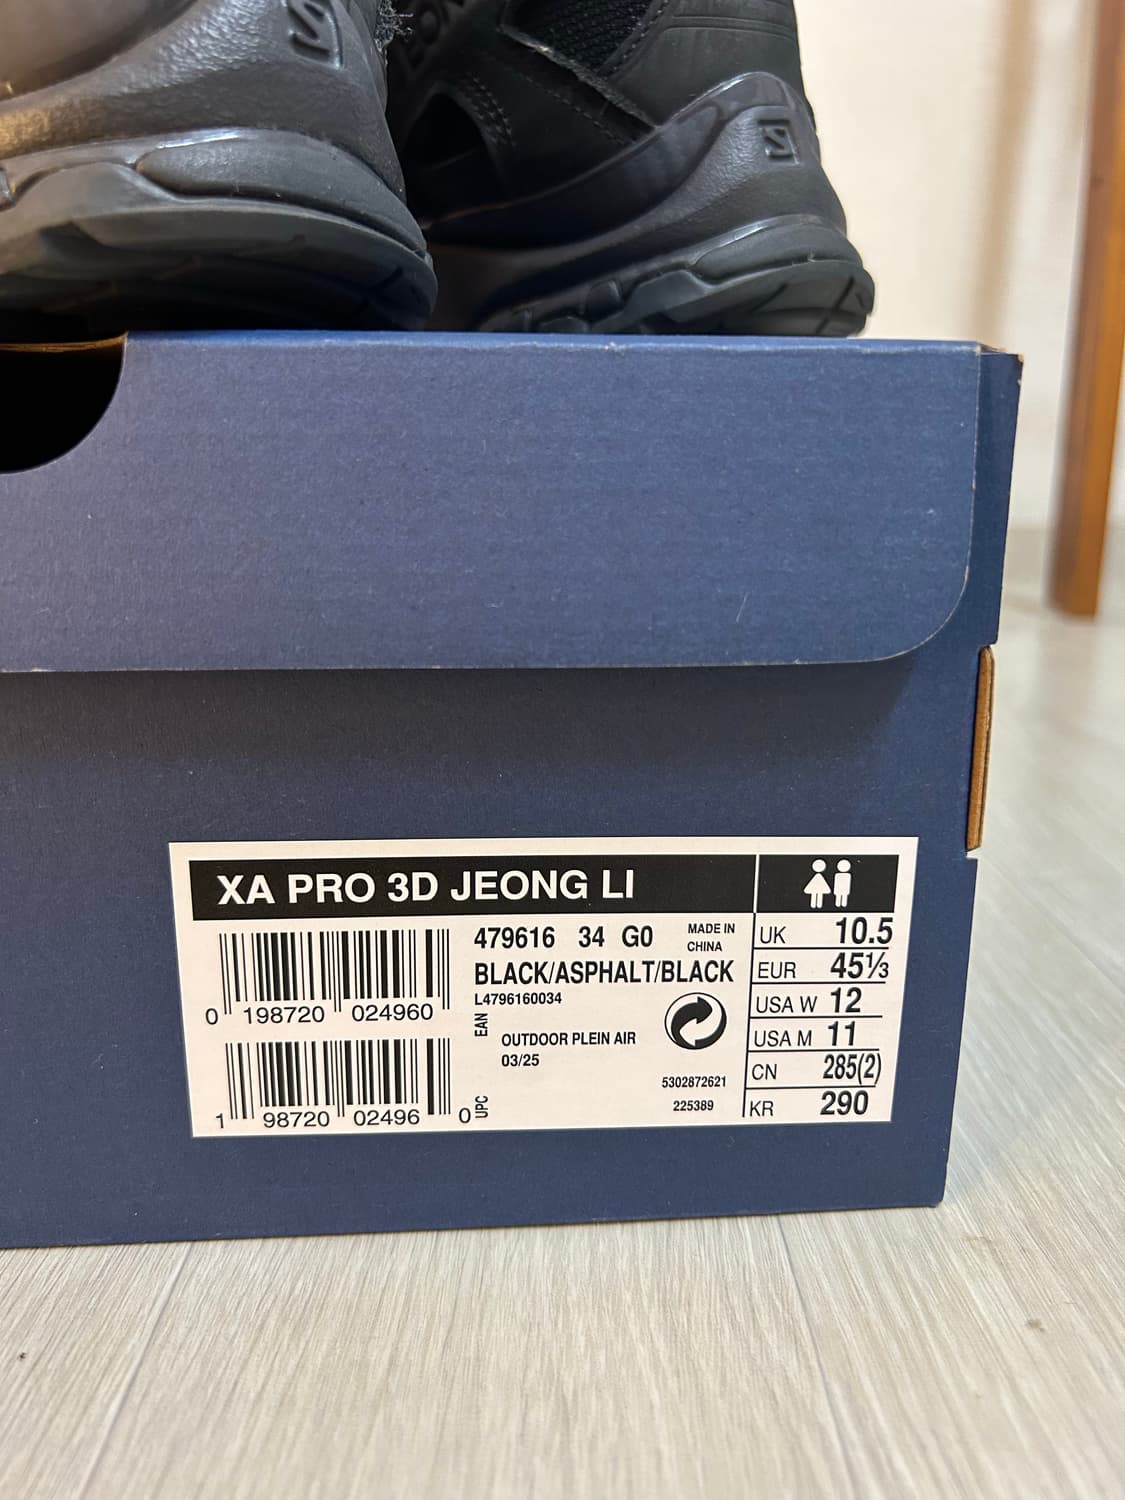 XA PRO 3D JEONG LI
479616 34 G0
MADE IN
CHINA
BLACK/ASPHALT/BLACK
L4796160034
EAN
0 198720 024960
OUTDOOR PLEIN AIR
03/25
5302872621
225389
1 98720 02496 0
UPC
UK 10.5
EUR 45⅓
USA W 12
USA M 11
CN 285(2)
KR 290